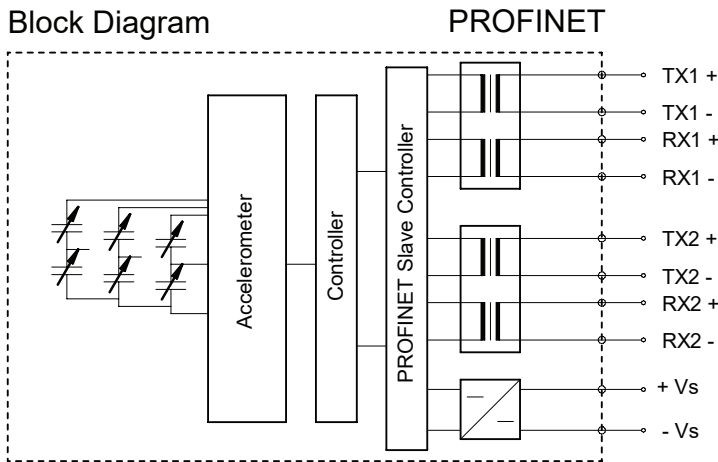 Block Diagram
PROFINET
Accelerometer
Controller
PROFINET Slave Controller
TX1 +
TX1 -
RX1 +
RX1 -
TX2 +
TX2 -
RX2 +
RX2 -
+ Vs
- Vs